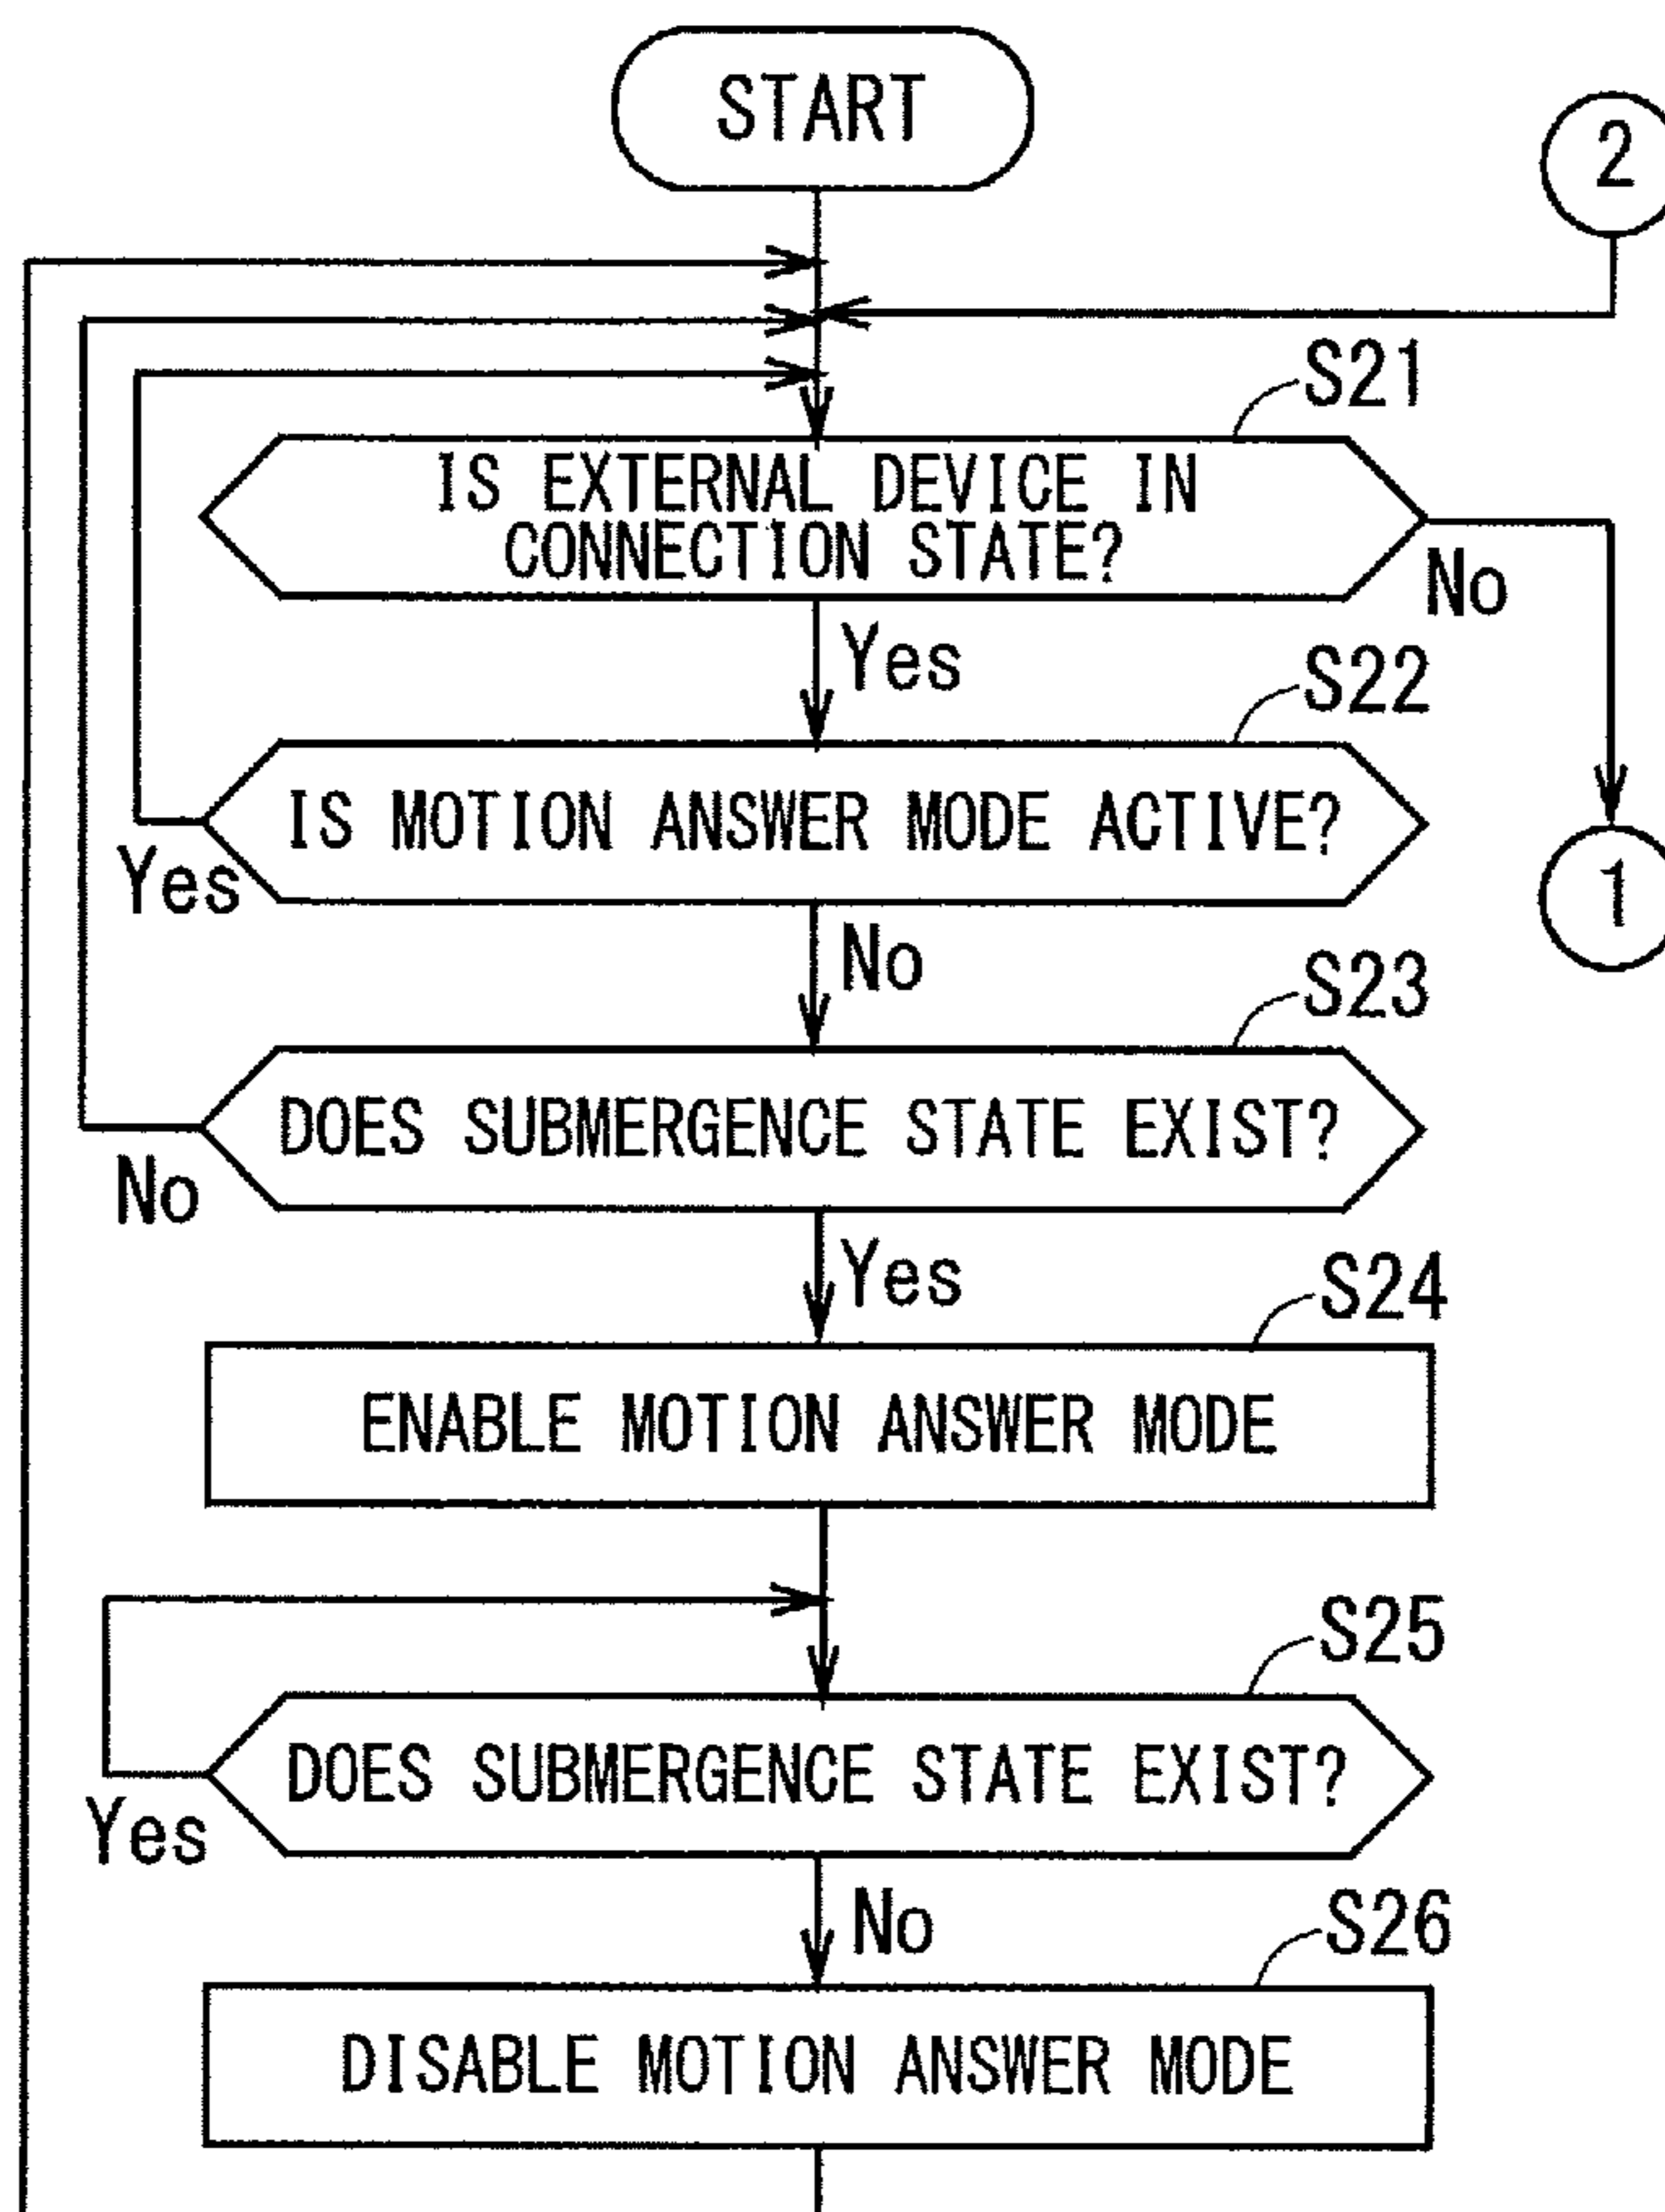 START
2
S21
IS EXTERNAL DEVICE IN
CONNECTION STATE?
No
Yes
S22
IS MOTION ANSWER MODE ACTIVE?
Yes
1
No
S23
DOES SUBMERGENCE STATE EXIST?
No
Yes
S24
ENABLE MOTION ANSWER MODE
S25
DOES SUBMERGENCE STATE EXIST?
Yes
No
S26
DISABLE MOTION ANSWER MODE